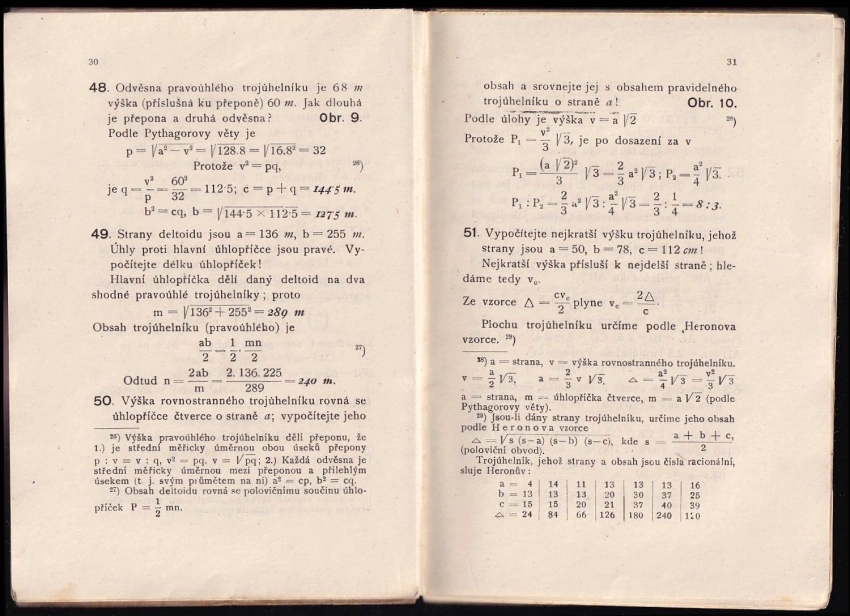 30
48. Odvěsna pravoúhlého trojúhelníku je 68 m
výška (příslušná ku přeponě) 60 m. Jak dlouhá
je přepona a druhá odvěsna? Obr. 9.
Podle Pythagorovy věty je
p = √a² − v² = √128.8 = √16.8² = 32
Protože v² = pq, ²⁶)
je q = v²/p = 60²/32 = 112·5; c = p + q = 144·5 m.
b² = cq, b = √144·5 × 112·5 = 127·5 m.
49. Strany deltoidu jsou a = 136 m, b = 255 m.
Úhly proti hlavní úhlopříčce jsou pravé. Vy-
počítejte délku úhlopříček!
Hlavní úhlopříčka dělí daný deltoid na dva
shodné pravoúhlé trojúhelníky; proto
m = √136² + 255² = 289 m
Obsah trojúhelníku (pravoúhlého) je
ab/2 = 1/2 · mn/2 ²⁷)
Odtud n = 2ab/m = 2.136.225/289 = 240 m.
50. Výška rovnostranného trojúhelníku rovná se
úhlopříčce čtverce o straně a; vypočítejte jeho
²⁶) Výška pravoúhlého trojúhelníku dělí přeponu, že
1.) je střední měřicky úměrnou obou úseků přepony
p : v = v : q, v² = pq, v = √pq; 2.) Každá odvěsna je
střední měřicky úměrnou mezi přeponou a přilehlým
úsekem (t. j. svým průmětem na ni) a² = cp, b² = cq.
²⁷) Obsah deltoidu rovná se polovičnímu součinu úhlo-
příček P = 1/2 mn.
31
obsah a srovnejte jej s obsahem pravidelného
trojúhelníku o straně a! Obr. 10.
Podle úlohy je výška v = a √2 ²⁸)
Protože P₁ = v²/3 √3, je po dosazení za v
P₁ = (a √2)²/3 √3 = 2/3 a² √3; P₂ = a²/4 √3.
P₁ : P₂ = 2/3 a² √3 : a²/4 √3 = 2/3 : 1/4 = 8 : 3.
51. Vypočítejte nejkratší výšku trojúhelníku, jehož
strany jsou a = 50, b = 78, c = 112 cm!
Nejkratší výška přísluší k nejdelší straně; hle-
dáme tedy vc.
Ze vzorce △ = cvc/2 plyne vc = 2△/c.
Plochu trojúhelníku určíme podle Heronova
vzorce. ²⁹)
²⁸) a = strana, v = výška rovnostranného trojúhelníku.
v = a/2 √3, a = 2/3 v √3, △ = a²/4 √3 = v²/3 √3
a = strana, m = úhlopříčka čtverce, m = a √2 (podle
Pythagorovy věty).
²⁹) Jsou-li dány strany trojúhelníku, určíme jeho obsah
podle Heronova vzorce
△ = √s (s−a) (s−b) (s−c), kde s = a + b + c,/2
(poloviční obvod).
Trojúhelník, jehož strany a obsah jsou čísla racionální,
sluje Heronův:
a = 4 | 14 | 11 | 13 | 13 | 13 | 16
b = 13 | 13 | 13 | 20 | 30 | 37 | 25
c = 15 | 15 | 20 | 21 | 37 | 40 | 39
△ = 24 | 84 | 66 | 126 | 180 | 240 |